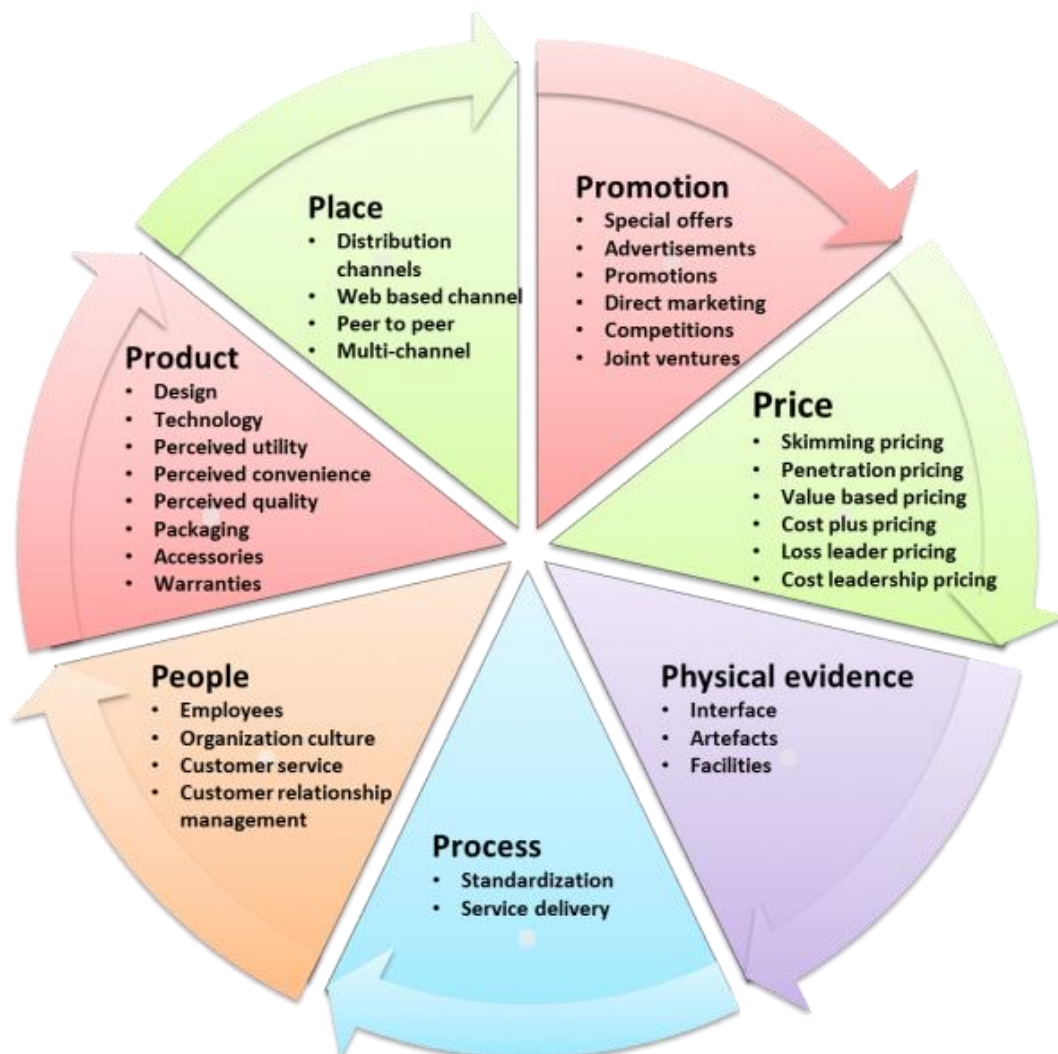 Place
• Distribution
channels
• Web based channel
• Peer to peer
• Multi-channel
Promotion
• Special offers
• Advertisements
• Promotions
• Direct marketing
• Competitions
• Joint ventures
Price
• Skimming pricing
• Penetration pricing
• Value based pricing
• Cost plus pricing
• Loss leader pricing
• Cost leadership pricing
Physical evidence
• Interface
• Artefacts
• Facilities
Process
• Standardization
• Service delivery
People
• Employees
• Organization culture
• Customer service
• Customer relationship
management
Product
• Design
• Technology
• Perceived utility
• Perceived convenience
• Perceived quality
• Packaging
• Accessories
• Warranties